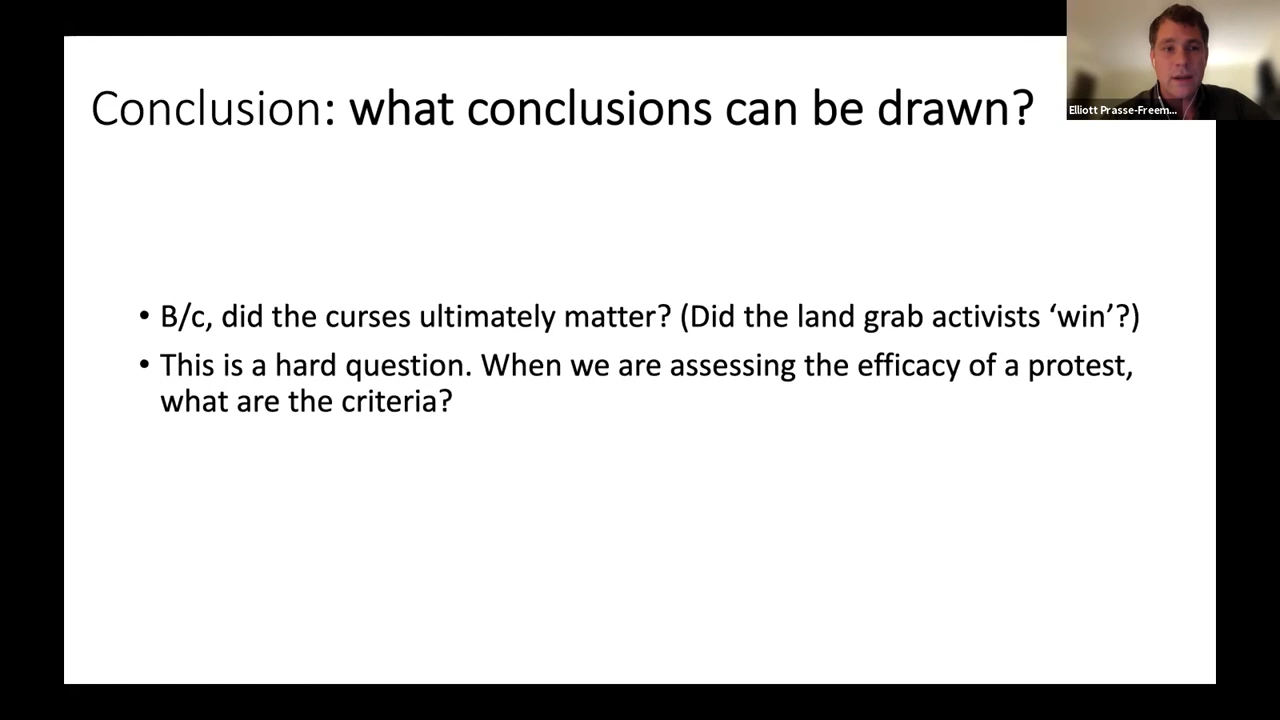 Conclusion: what conclusions can be drawn?
Elliott Prasse-Freem...
• B/c, did the curses ultimately matter? (Did the land grab activists ‘win’?)
• This is a hard question. When we are assessing the efficacy of a protest,
what are the criteria?